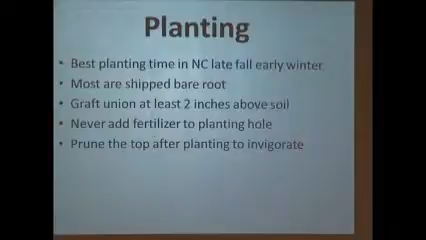 Planting
• Best planting time in NC late fall early winter
• Most are shipped bare root
• Graft union at least 2 inches above soil
• Never add fertilizer to planting hole
• Prune the top after planting to invigorate